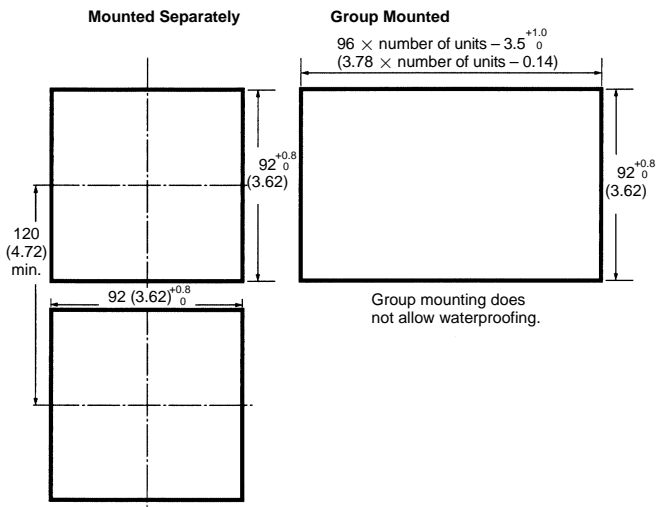 Mounted Separately
Group Mounted
96 × number of units – 3.5 +1.0 0
(3.78 × number of units – 0.14)
92 +0.8 0
(3.62)
92 +0.8 0
(3.62)
120
(4.72)
min.
92 (3.62) +0.8 0
Group mounting does
not allow waterproofing.